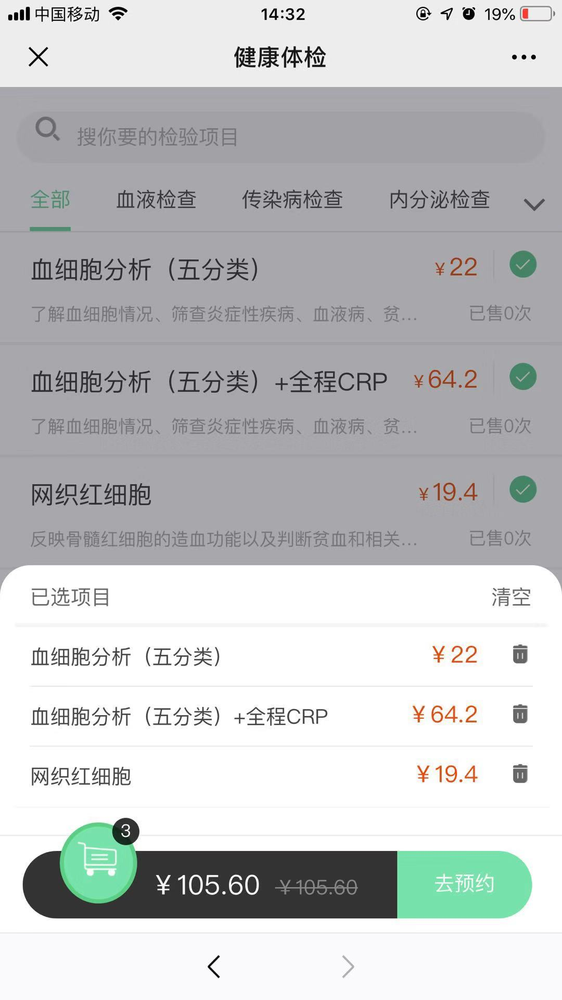 中国移动 14:32 19%
健康体检
搜你要的检验项目
全部 血液检查 传染病检查 内分泌检查
血细胞分析（五分类） ¥22
了解血细胞情况、筛查炎症性疾病、血液病、贫... 已售0次
血细胞分析（五分类）+全程CRP ¥64.2
了解血细胞情况、筛查炎症性疾病、血液病、贫... 已售0次
网织红细胞 ¥19.4
反映骨髓红细胞的造血功能以及判断贫血和相关... 已售0次
已选项目 清空
血细胞分析（五分类） ¥22
血细胞分析（五分类）+全程CRP ¥64.2
网织红细胞 ¥19.4
3
¥105.60 ¥105.60 去预约